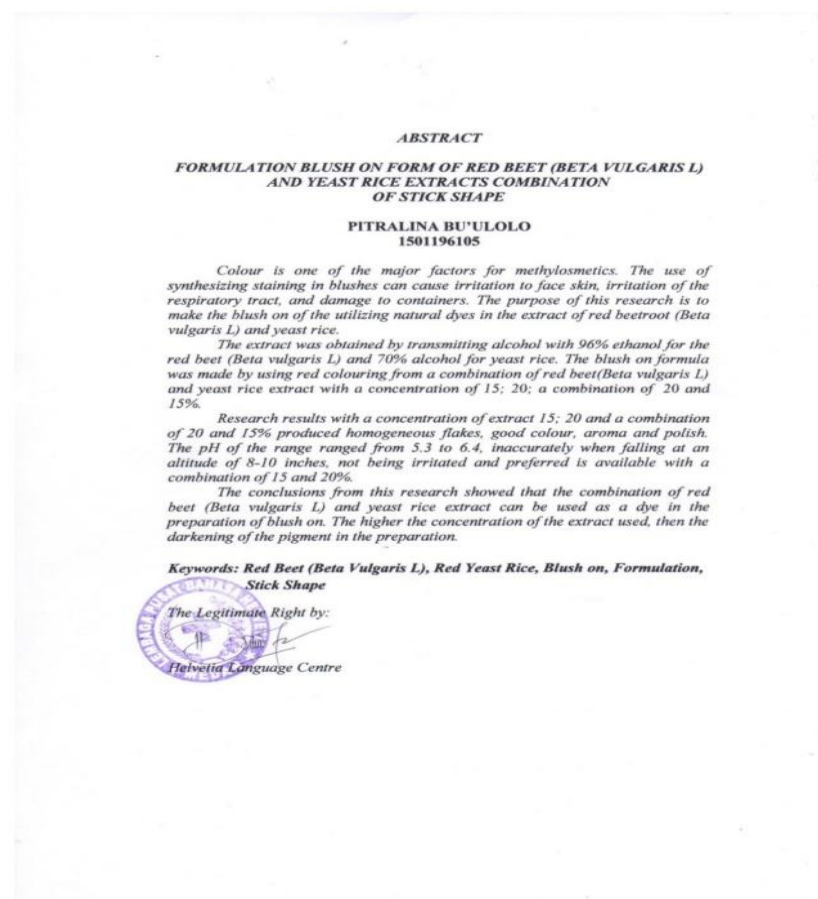 ABSTRACT
FORMULATION BLUSH ON FORM OF RED BEET (BETA VULGARIS L)
AND YEAST RICE EXTRACTS COMBINATION
OF STICK SHAPE
PITRALINA BU'ULOLO
1501196105
Colour is one of the major factors for methylosmetics. The use of
synthesizing staining in blushes can cause irritation to face skin, irritation of the
respiratory tract, and damage to containers. The purpose of this research is to
make the blush on of the utilizing natural dyes in the extract of red beetroot (Beta
vulgaris L) and yeast rice.
The extract was obtained by transmitting alcohol with 96% ethanol for the
red beet (Beta vulgaris L) and 70% alcohol for yeast rice. The blush on formula
was made by using red colouring from a combination of red beet(Beta vulgaris L)
and yeast rice extract with a concentration of 15; 20; a combination of 20 and
15%.
Research results with a concentration of extract 15; 20 and a combination
of 20 and 15% produced homogeneous flakes, good colour, aroma and polish.
The pH of the range ranged from 5.3 to 6.4, inaccurately when falling at an
altitude of 8-10 inches, not being irritated and preferred is available with a
combination of 15 and 20%.
The conclusions from this research showed that the combination of red
beet (Beta vulgaris L) and yeast rice extract can be used as a dye in the
preparation of blush on. The higher the concentration of the extract used, then the
darkening of the pigment in the preparation.
Keywords: Red Beet (Beta Vulgaris L), Red Yeast Rice, Blush on, Formulation,
Stick Shape
The Legitimate Right by:
Helvetia Language Centre